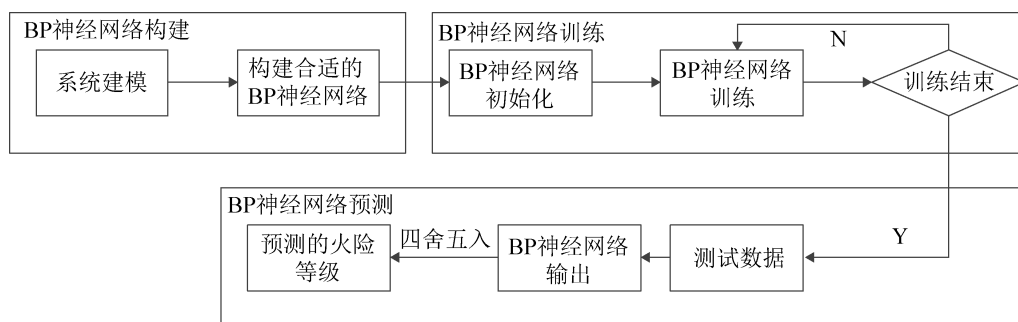 BP神经网络构建
系统建模
构建合适的
BP神经网络
BP神经网络训练
BP神经网络
初始化
BP神经网络
训练
N
训练结束
Y
BP神经网络预测
预测的火险
等级
四舍五入
BP神经网络
输出
测试数据